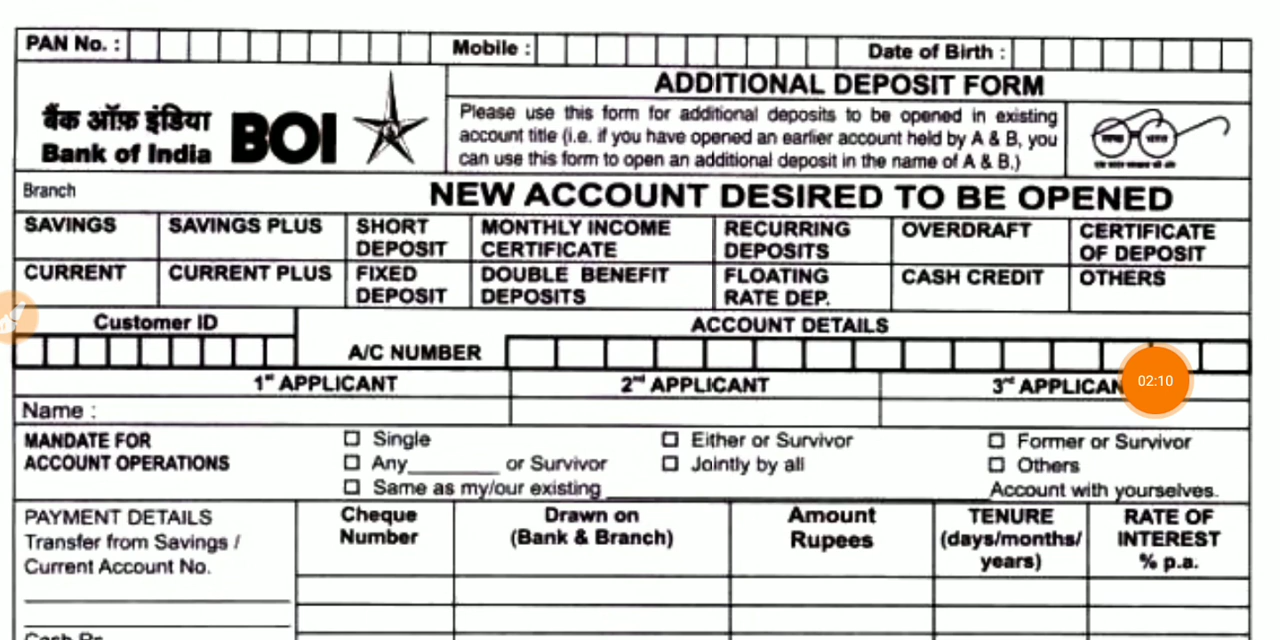 PAN No. : Mobile : Date of Birth :
ADDITIONAL DEPOSIT FORM
बैंक ऑफ़ इंडिया
Bank of India BOI
Please use this form for additional deposits to be opened in existing
account title (i.e. if you have opened an earlier account held by A & B, you
can use this form to open an additional deposit in the name of A & B.)
Branch NEW ACCOUNT DESIRED TO BE OPENED
SAVINGS SAVINGS PLUS SHORT DEPOSIT MONTHLY INCOME CERTIFICATE RECURRING DEPOSITS OVERDRAFT CERTIFICATE OF DEPOSIT
CURRENT CURRENT PLUS FIXED DEPOSIT DOUBLE BENEFIT DEPOSITS FLOATING RATE DEP. CASH CREDIT OTHERS
Customer ID ACCOUNT DETAILS
A/C NUMBER
1st APPLICANT 2nd APPLICANT 3rd APPLICAN
02:10
Name :
MANDATE FOR ACCOUNT OPERATIONS
Single Either or Survivor Former or Survivor
Any________ or Survivor Jointly by all Others
Same as my/our existing ________ Account with yourselves.
PAYMENT DETAILS
Transfer from Savings /
Current Account No.
Cheque Number Drawn on (Bank & Branch) Amount Rupees TENURE (days/months/years) RATE OF INTEREST % p.a.